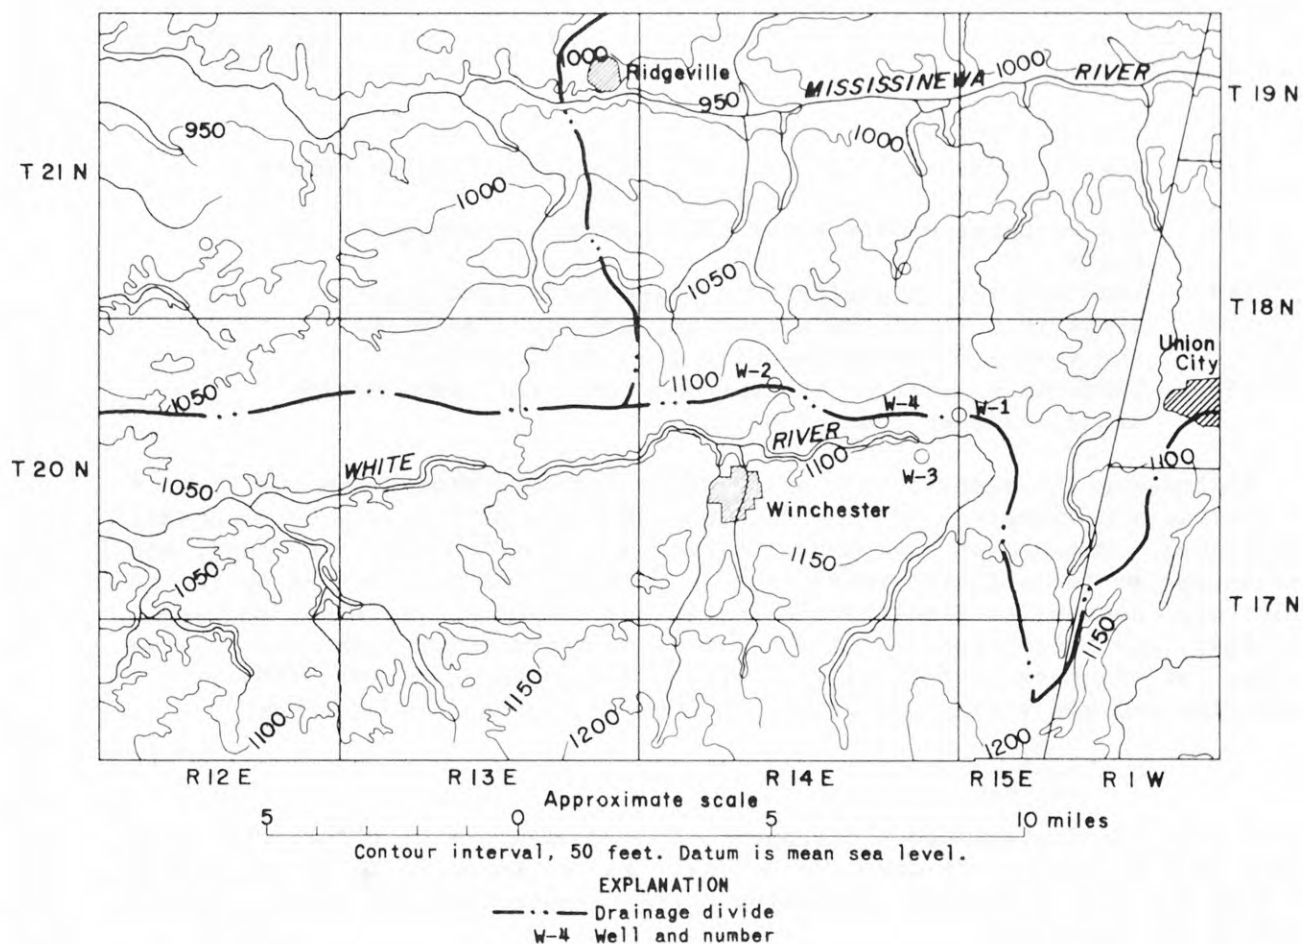 1000
Ridgeville
MISSISSINEWA
1000
RIVER
T 19 N
950
950
1000
T 21 N
1000
1050
T 18 N
Union
City
1100
W-2
1050
W-4
W-1
RIVER
T 20 N
WHITE
1100
1100
W-3
1050
Winchester
1150
1050
T 17 N
1150
1150
1100
1200
1200
R 12 E
R 13 E
R 14 E
R 15 E
R 1 W
Approximate scale
5
0
5
10 miles
Contour interval, 50 feet. Datum is mean sea level.
EXPLANATION
Drainage divide
W-4 Well and number